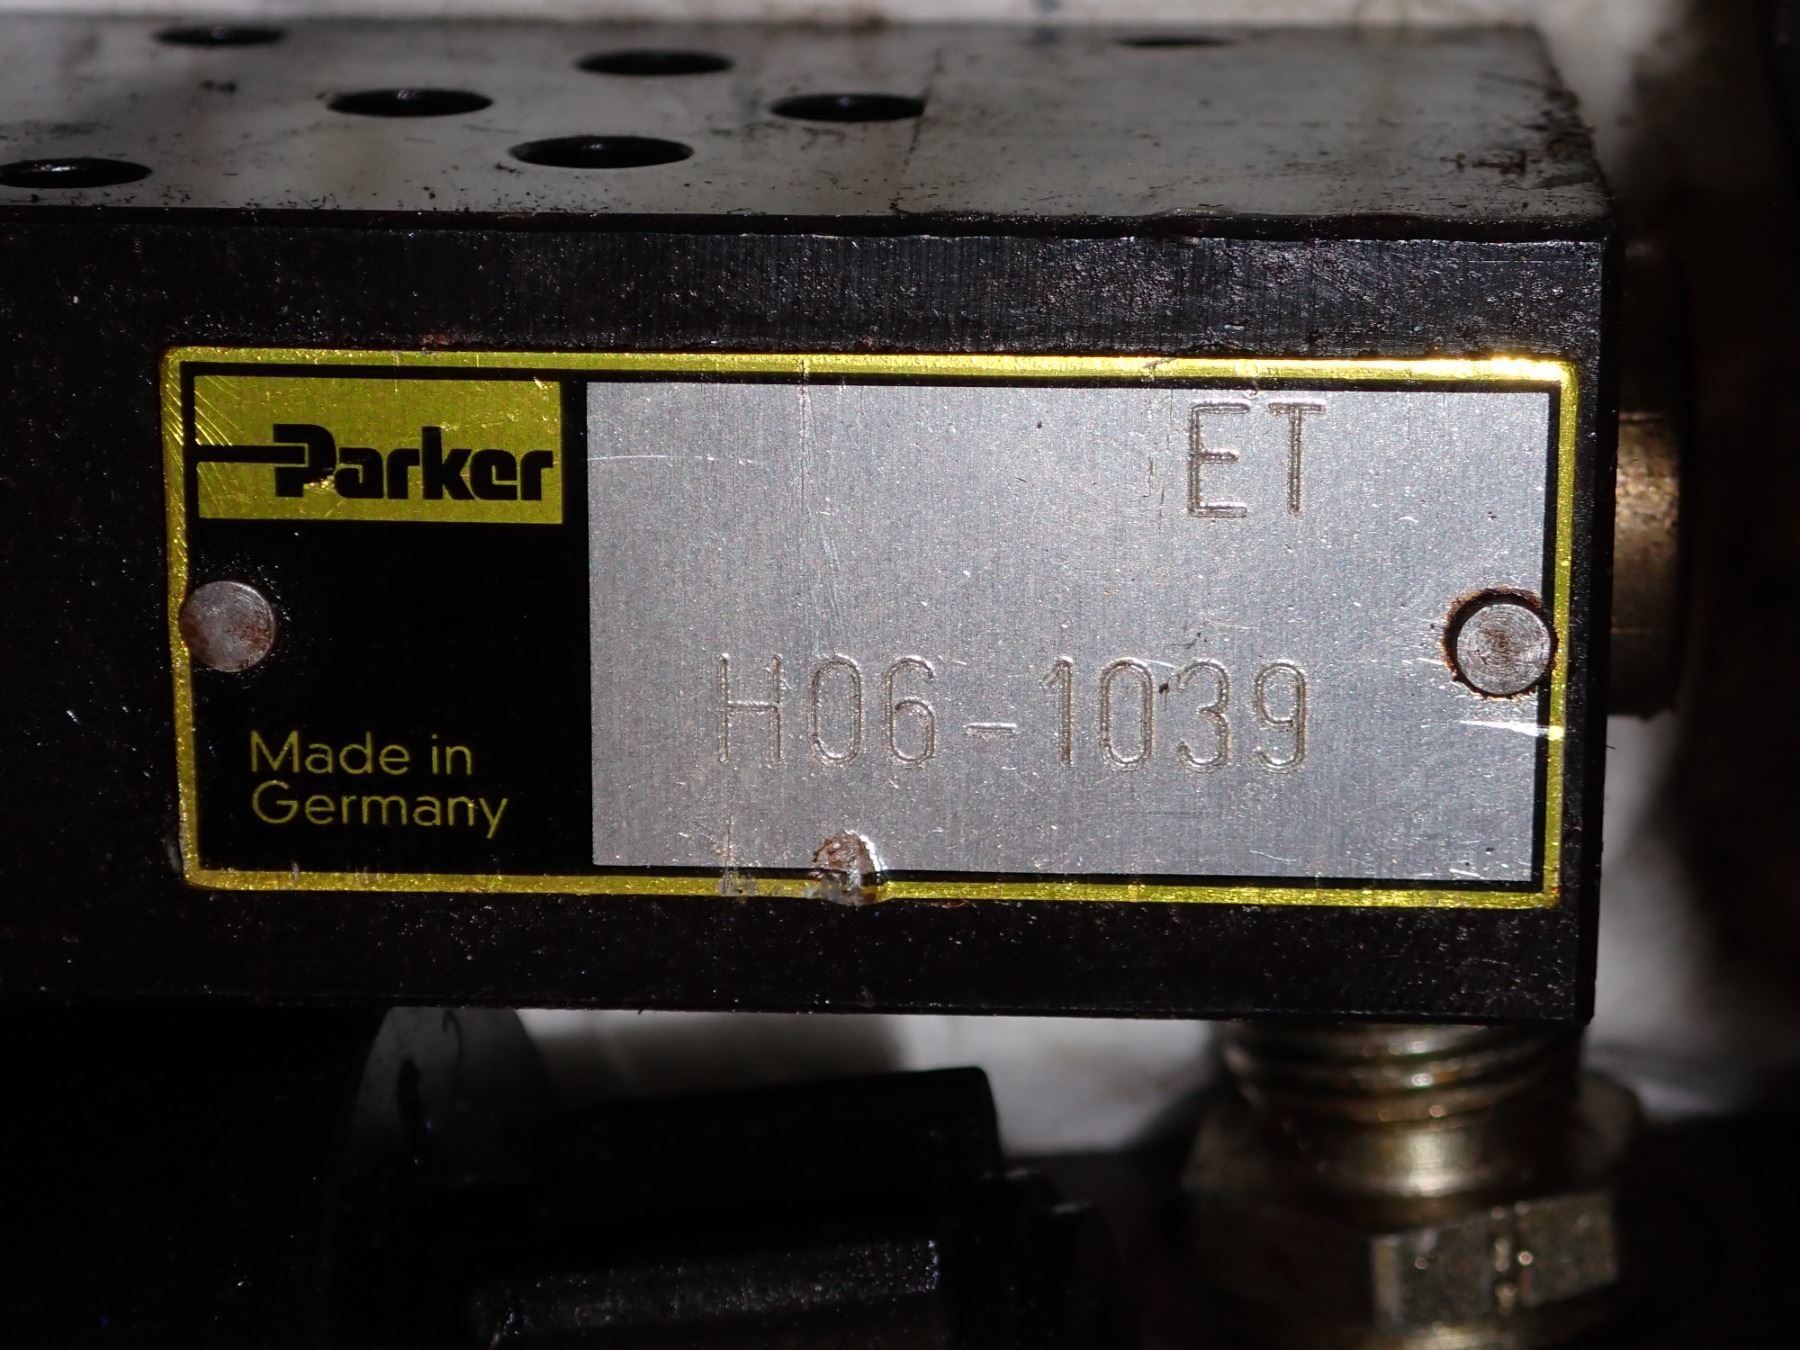 Parker
ET
H06-1039
Made in
Germany